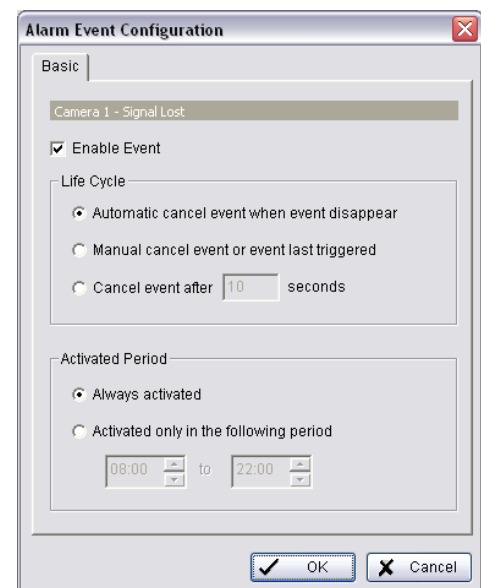 Alarm Event Configuration
Basic
Camera 1 - Signal Lost
Enable Event
Life Cycle
Automatic cancel event when event disappear
Manual cancel event or event last triggered
Cancel event after 10 seconds
Activated Period
Always activated
Activated only in the following period
08:00 to 22:00
OK Cancel